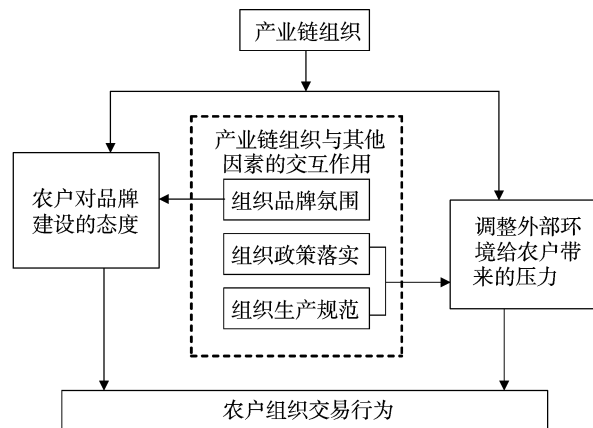 产业链组织
产业链组织与其他
因素的交互作用
农户对品牌
建设的态度
组织品牌氛围
组织政策落实
组织生产规范
调整外部环
境给农户带
来的压力
农户组织交易行为